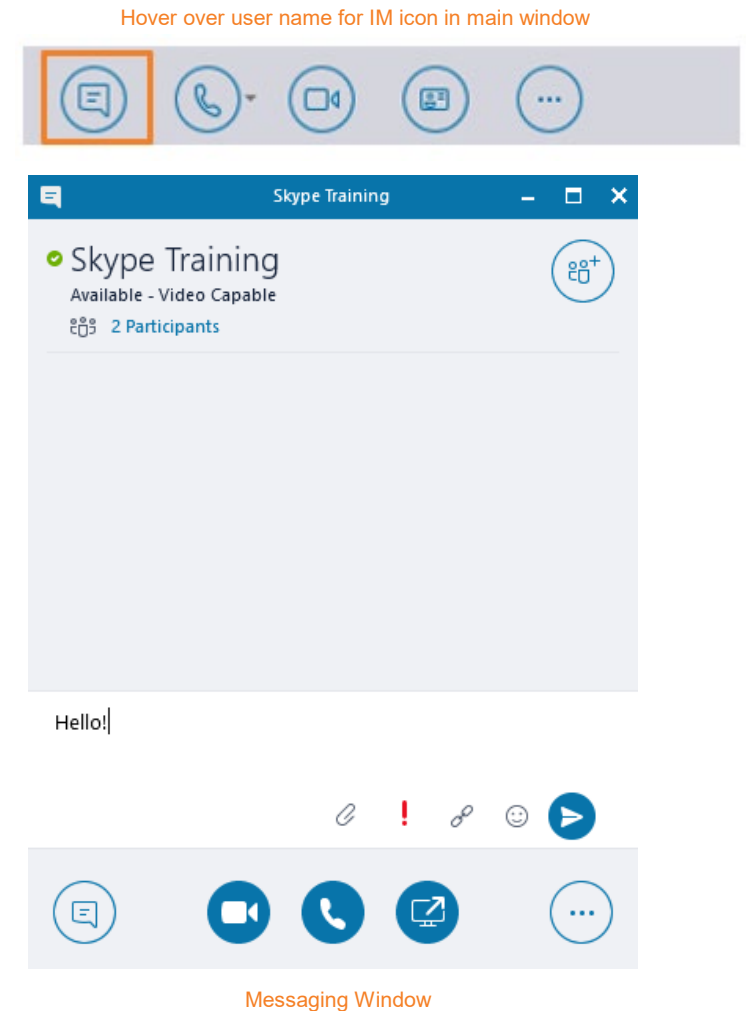 Hover over user name for IM icon in main window
Skype Training
Skype Training
Available - Video Capable
2 Participants
Hello!
Messaging Window